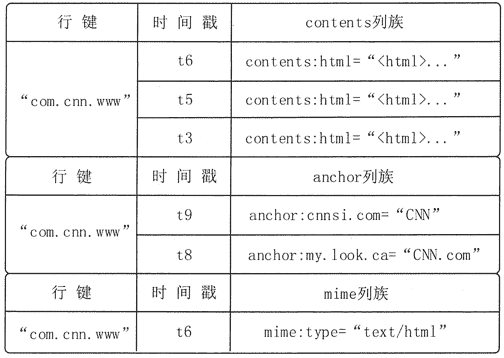 行 键 时 间 戳 contents列族
t6 contents:html=“<html>...”
“com.cnn.www” t5 contents:html=“<html>...”
t3 contents:html=“<html>...”
行 键 时 间 戳 anchor列族
“com.cnn.www” t9 anchor:cnnsi.com=“CNN”
t8 anchor:my.look.ca=“CNN.com”
行 键 时 间 戳 mime列族
“com.cnn.www” t6 mime:type=“text/html”